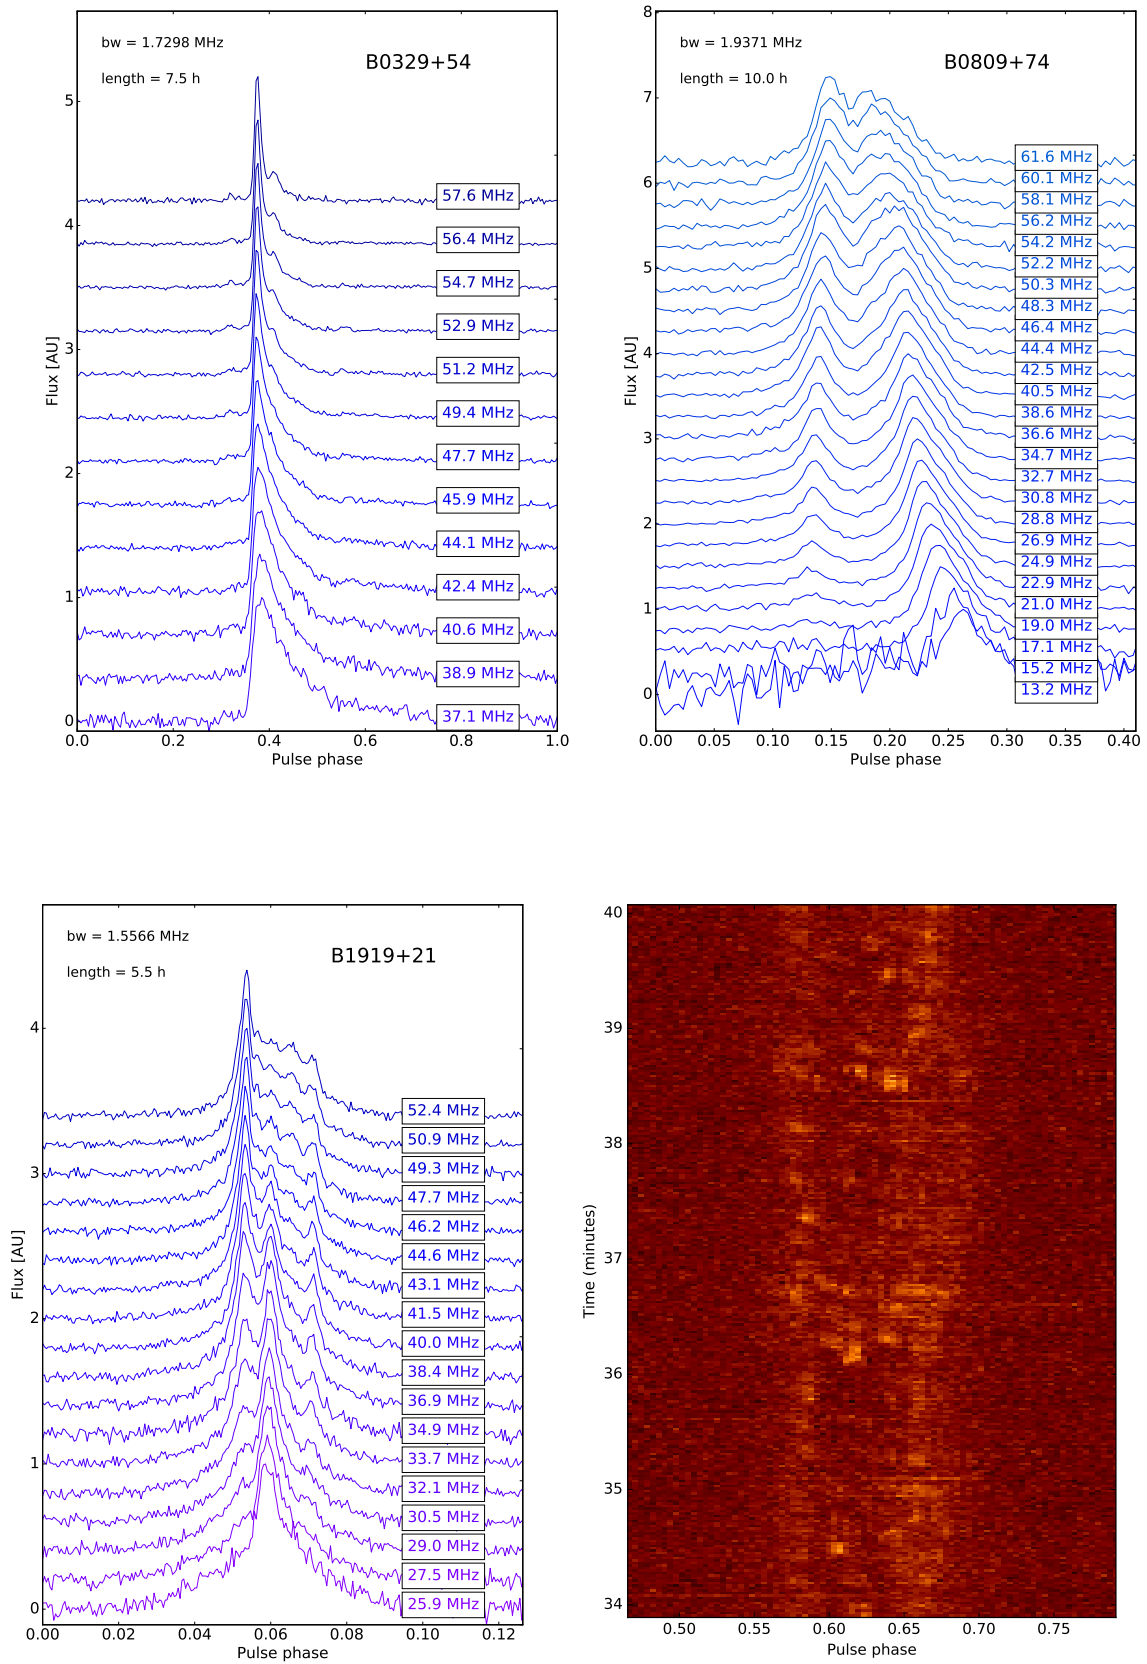 bw = 1.7298 MHz
length = 7.5 h
B0329+54
57.6 MHz
56.4 MHz
54.7 MHz
52.9 MHz
51.2 MHz
49.4 MHz
47.7 MHz
45.9 MHz
44.1 MHz
42.4 MHz
40.6 MHz
38.9 MHz
37.1 MHz
Flux [AU]
5
4
3
2
1
0
0.0 0.2 0.4 0.6 0.8 1.0
Pulse phase
bw = 1.9371 MHz
length = 10.0 h
B0809+74
61.6 MHz
60.1 MHz
58.1 MHz
56.2 MHz
54.2 MHz
52.2 MHz
50.3 MHz
48.3 MHz
46.4 MHz
44.4 MHz
42.5 MHz
40.5 MHz
38.6 MHz
36.6 MHz
34.7 MHz
32.7 MHz
30.8 MHz
28.8 MHz
26.9 MHz
24.9 MHz
22.9 MHz
21.0 MHz
19.0 MHz
17.1 MHz
15.2 MHz
13.2 MHz
Flux [AU]
8
7
6
5
4
3
2
1
0
0.00 0.05 0.10 0.15 0.20 0.25 0.30 0.35 0.40
Pulse phase
bw = 1.5566 MHz
length = 5.5 h
B1919+21
52.4 MHz
50.9 MHz
49.3 MHz
47.7 MHz
46.2 MHz
44.6 MHz
43.1 MHz
41.5 MHz
40.0 MHz
38.4 MHz
36.9 MHz
34.9 MHz
33.7 MHz
32.1 MHz
30.5 MHz
29.0 MHz
27.5 MHz
25.9 MHz
Flux [AU]
4
3
2
1
0
0.00 0.02 0.04 0.06 0.08 0.10 0.12
Pulse phase
Time (minutes)
40
39
38
37
36
35
34
0.50 0.55 0.60 0.65 0.70 0.75
Pulse phase